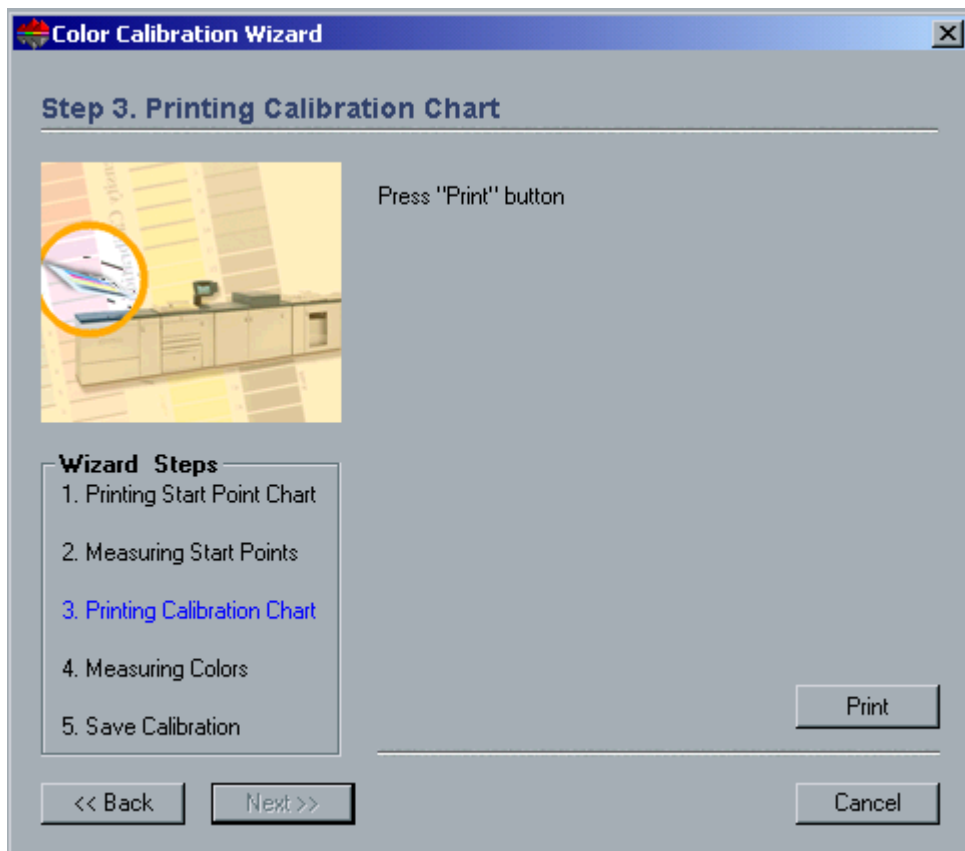 Color Calibration Wizard
Step 3. Printing Calibration Chart
Press "Print" button
Wizard Steps
1. Printing Start Point Chart
2. Measuring Start Points
3. Printing Calibration Chart
4. Measuring Colors
5. Save Calibration
Print
<< Back
Next >>
Cancel